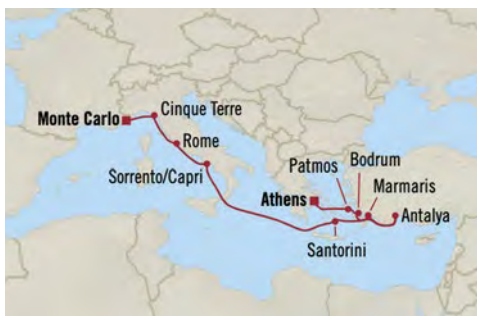 Monte Carlo
Cinque Terre
Rome
Sorrento/Capri
Patmos
Bodrum
Marmaris
Athens
Antalya
Santorini